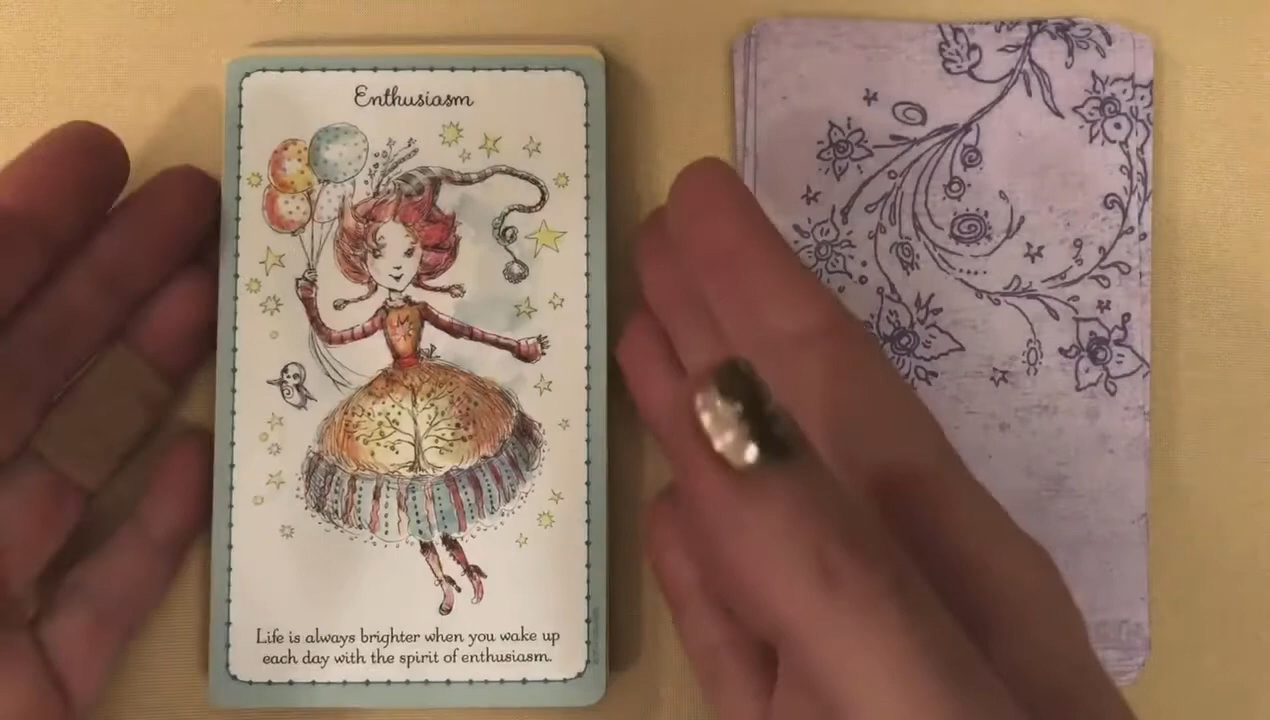 Enthusiasm
Life is always brighter when you wake up
each day with the spirit of enthusiasm.